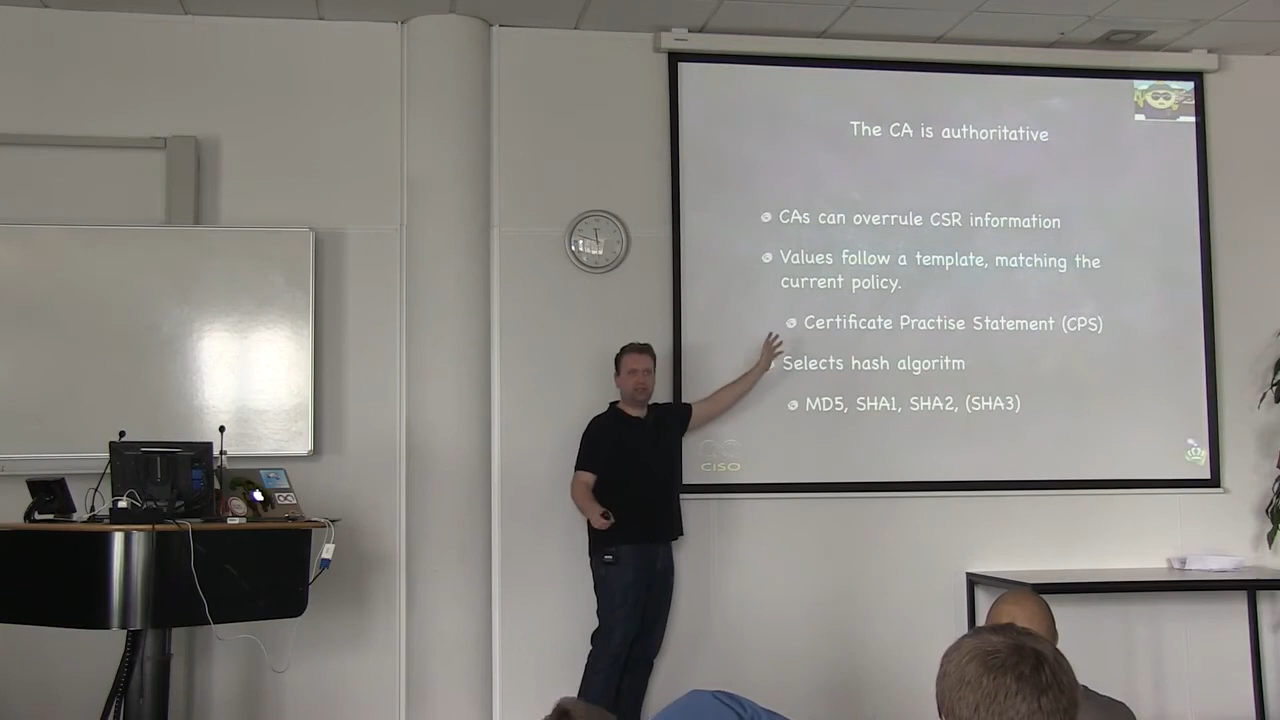 The CA is authoritative
CAs can overrule CSR information
Values follow a template, matching the
current policy.
Certificate Practise Statement (CPS)
Selects hash algoritm
MD5, SHA1, SHA2, (SHA3)
CISO